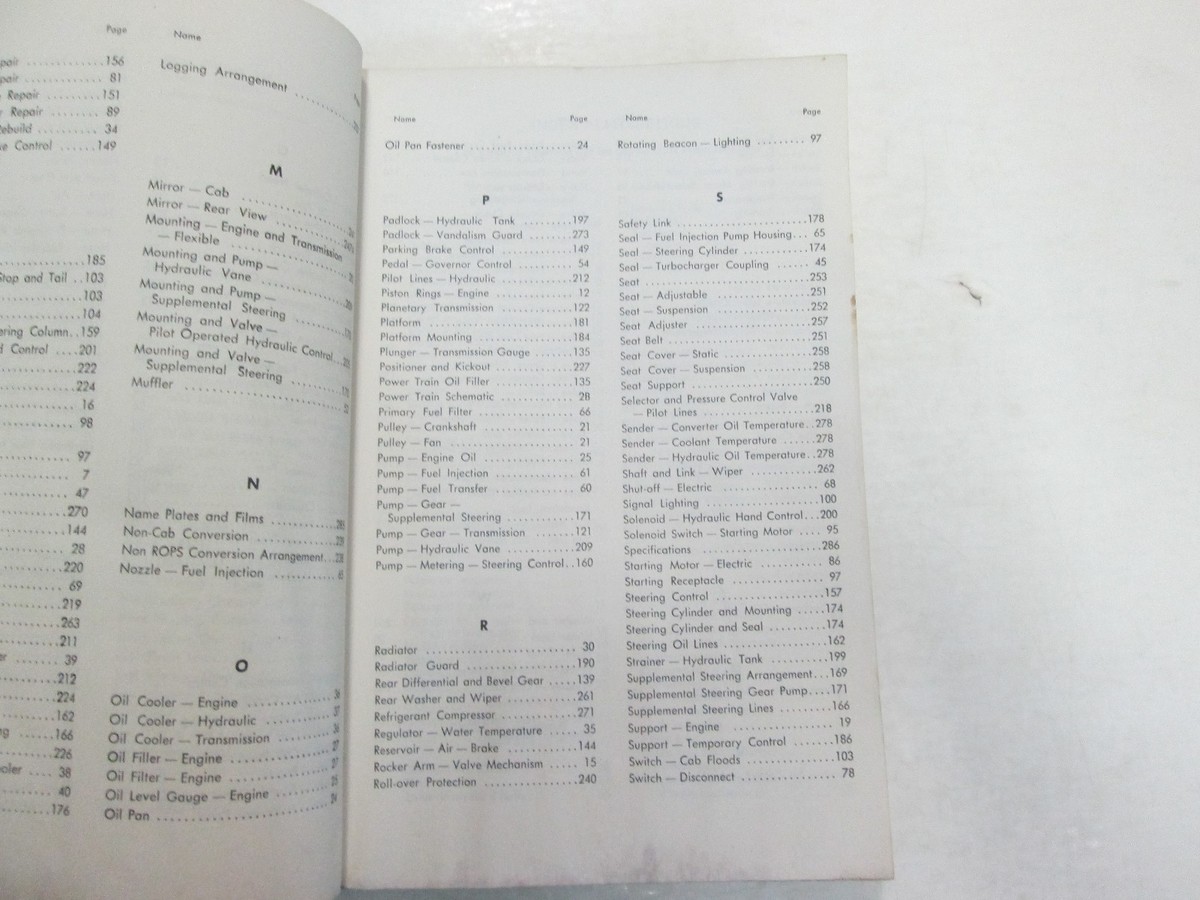 Page
156
81
Repair ..........151
Repair ........ 89
34
Control ......149
185
and Tail ..103
103
104
Column..159
Control ....201
222
224
16
98
97
7
47
270
144
28
220
69
219
263
211
39
212
224
162
166
226
38
40
176
Name
Logging Arrangement
M
Mirror — Cab
Mirror — Rear View
Mounting — Engine and Transmission
— Flexible
Mounting and Pump —
Hydraulic Vane
Mounting and Pump —
Supplemental Steering
Mounting and Valve —
Pilot Operated Hydraulic Control
Mounting and Valve —
Supplemental Steering
Muffler
N
Name Plates and Films
Non-Cab Conversion
Non ROPS Conversion Arrangement
Nozzle — Fuel Injection
O
Oil Cooler — Engine
Oil Cooler — Hydraulic
Oil Cooler — Transmission
Oil Filler — Engine
Oil Filter — Engine
Oil Level Gauge — Engine
Oil Pan
Name Page
Oil Pan Fastener .................. 24
P
Padlock — Hydraulic Tank .........197
Padlock — Vandalism Guard ........273
Parking Brake Control .............149
Pedal — Governor Control .......... 54
Pilot Lines — Hydraulic .............212
Piston Rings — Engine ............. 12
Planetary Transmission .............122
Platform ..........................181
Platform Mounting .................184
Plunger — Transmission Gauge .......135
Positioner and Kickout .............227
Power Train Oil Filler ..............135
Power Train Schematic ............. 28
Primary Fuel Filter ................. 66
Pulley — Crankshaft ................ 21
Pulley — Fan ...................... 21
Pump — Engine Oil ................ 25
Pump — Fuel Injection ............. 61
Pump — Fuel Transfer ............. 60
Pump — Gear —
Supplemental Steering ............171
Pump — Gear — Transmission .......121
Pump — Hydraulic Vane ............209
Pump — Metering — Steering Control..160
R
Radiator .......................... 30
Radiator Guard ....................190
Rear Differential and Bevel Gear .....139
Rear Washer and Wiper ............261
Refrigerant Compressor ............271
Regulator — Water Temperature ..... 35
Reservoir — Air — Brake ............144
Rocker Arm — Valve Mechanism ..... 15
Roll-over Protection ................240
Name Page
Rotating Beacon — Lighting ......... 97
S
Safety Link ........................178
Seal — Fuel Injection Pump Housing... 65
Seal — Steering Cylinder ............174
Seal — Turbocharger Coupling ...... 45
Seat .............................253
Seat — Adjustable .................251
Seat — Suspension .................252
Seat Adjuster .....................257
Seat Belt .........................251
Seat Cover — Static ................258
Seat Cover — Suspension ...........258
Seat Support ......................250
Selector and Pressure Control Valve
— Pilot Lines ....................218
Sender — Converter Oil Temperature..278
Sender — Coolant Temperature ......278
Sender — Hydraulic Oil Temperature..278
Shaft and Link — Wiper .............262
Shut-off — Electric ................. 68
Signal Lighting ....................100
Solenoid — Hydraulic Hand Control...200
Solenoid Switch — Starting Motor .... 95
Specifications .....................286
Starting Motor — Electric ........... 86
Starting Receptacle ................ 97
Steering Control ...................157
Steering Cylinder and Mounting .....174
Steering Cylinder and Seal ..........174
Steering Oil Lines ..................162
Strainer — Hydraulic Tank ...........199
Supplemental Steering Arrangement...169
Supplemental Steering Gear Pump....171
Supplemental Steering Lines .........166
Support — Engine .................. 19
Support — Temporary Control .......186
Switch — Cab Floods ...............103
Switch — Disconnect ................ 78